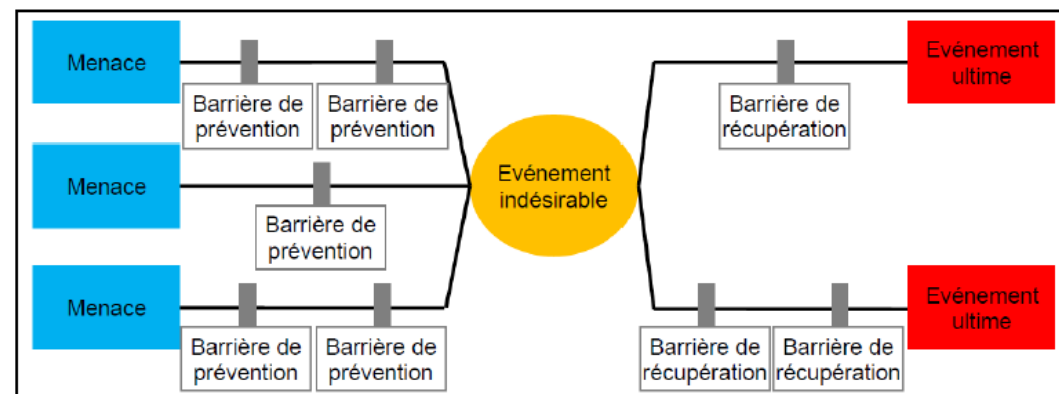 Menace
Barrière de
prévention
Barrière de
prévention
Menace
Barrière de
prévention
Menace
Barrière de
prévention
Barrière de
prévention
Evénement
indésirable
Evénement
ultime
Barrière de
récupération
Evénement
ultime
Barrière de
récupération
Barrière de
récupération